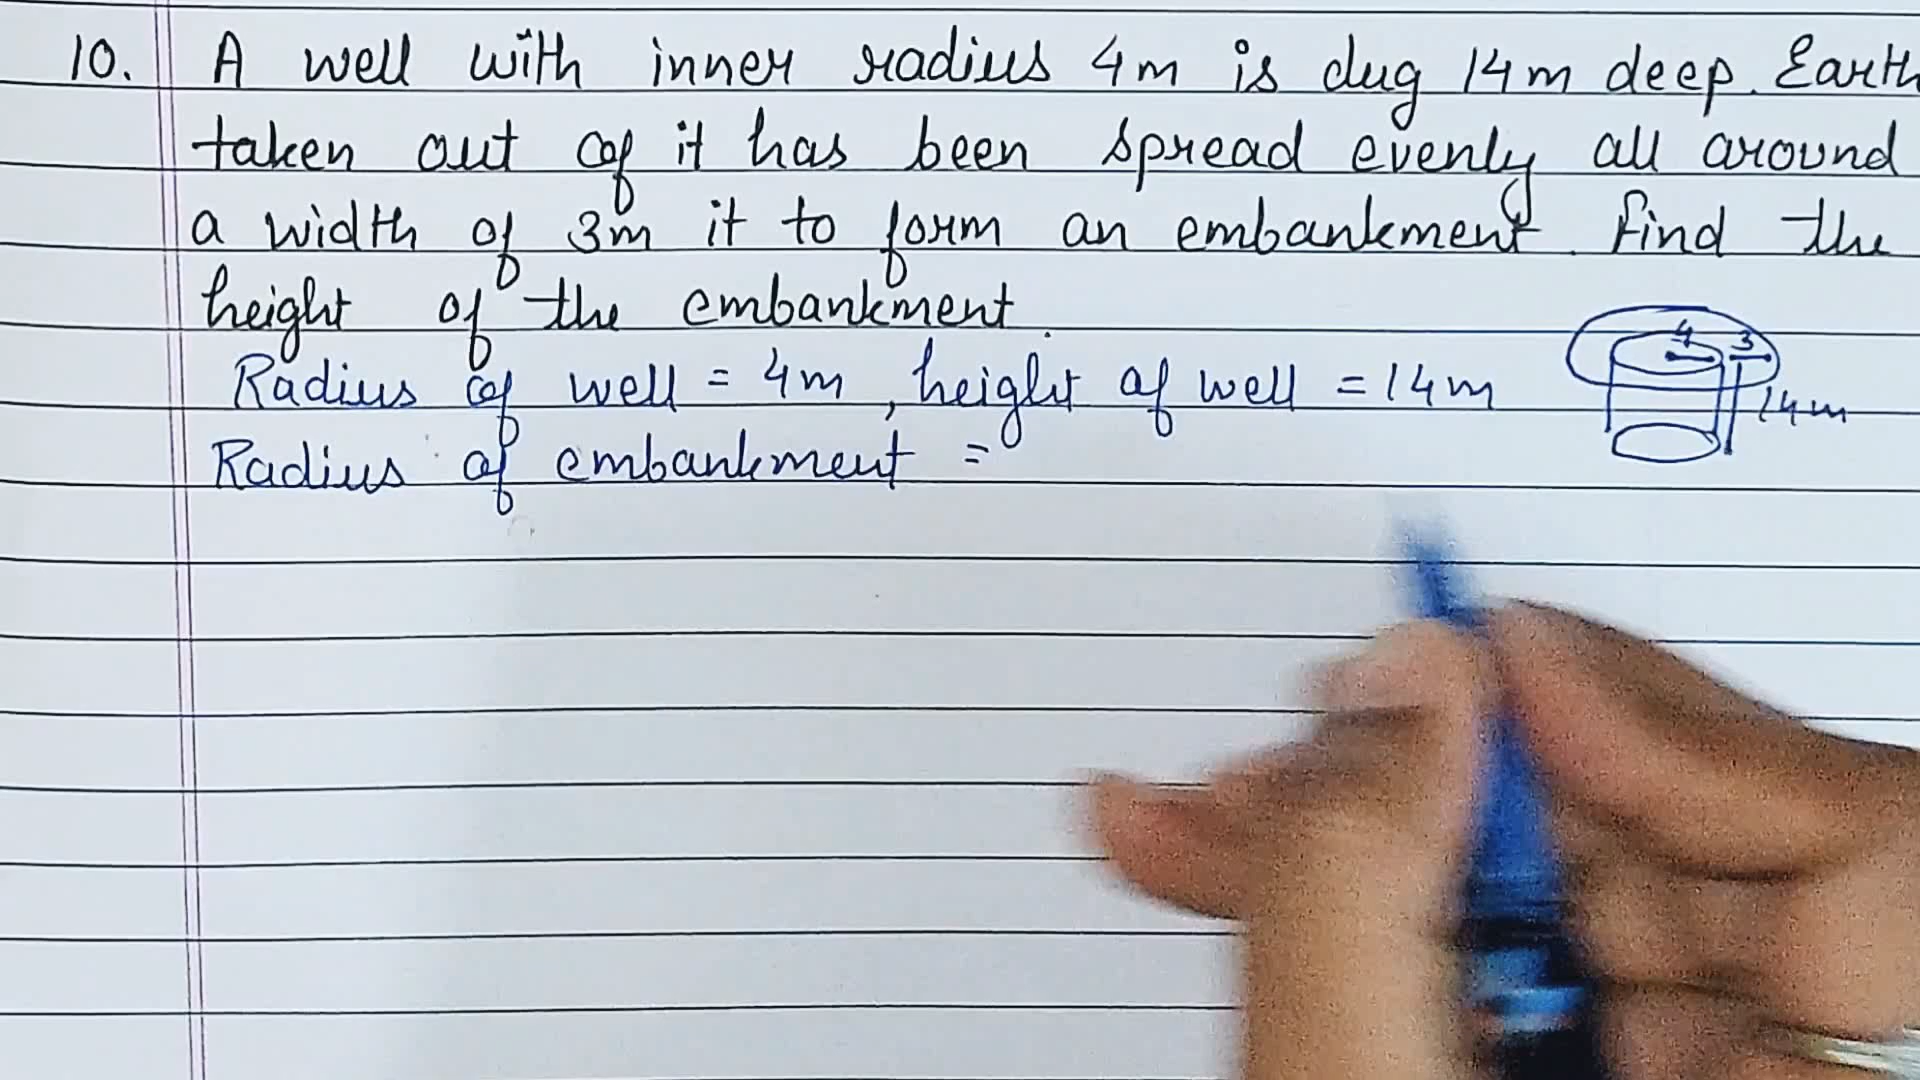 10. A well with inner radius 4m is dug 14m deep. Earth
taken out of it has been spread evenly all around
a width of 3m it to form an embankment. Find the
height of the embankment.
Radius of well = 4m, height of well = 14m
Radius of embankment =
4 3
14m